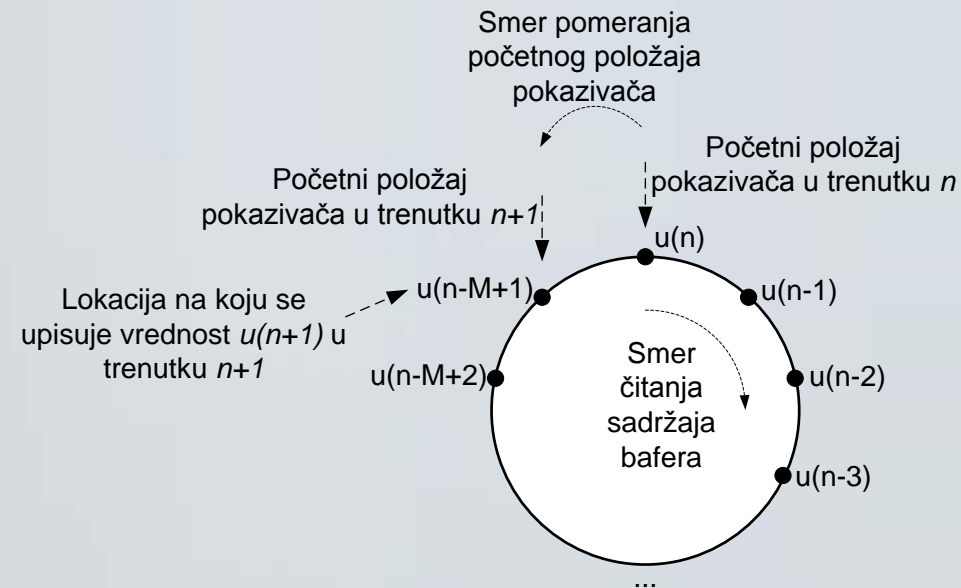 Smer pomeranja
početnog položaja
pokazivača
Početni položaj
pokazivača u trenutku n
Početni položaj
pokazivača u trenutku n+1
u(n)
u(n-M+1)
u(n-1)
Lokacija na koju se
upisuje vrednost u(n+1) u
trenutku n+1
u(n-M+2)
Smer
čitanja
sadržaja
bafera
u(n-2)
u(n-3)
...